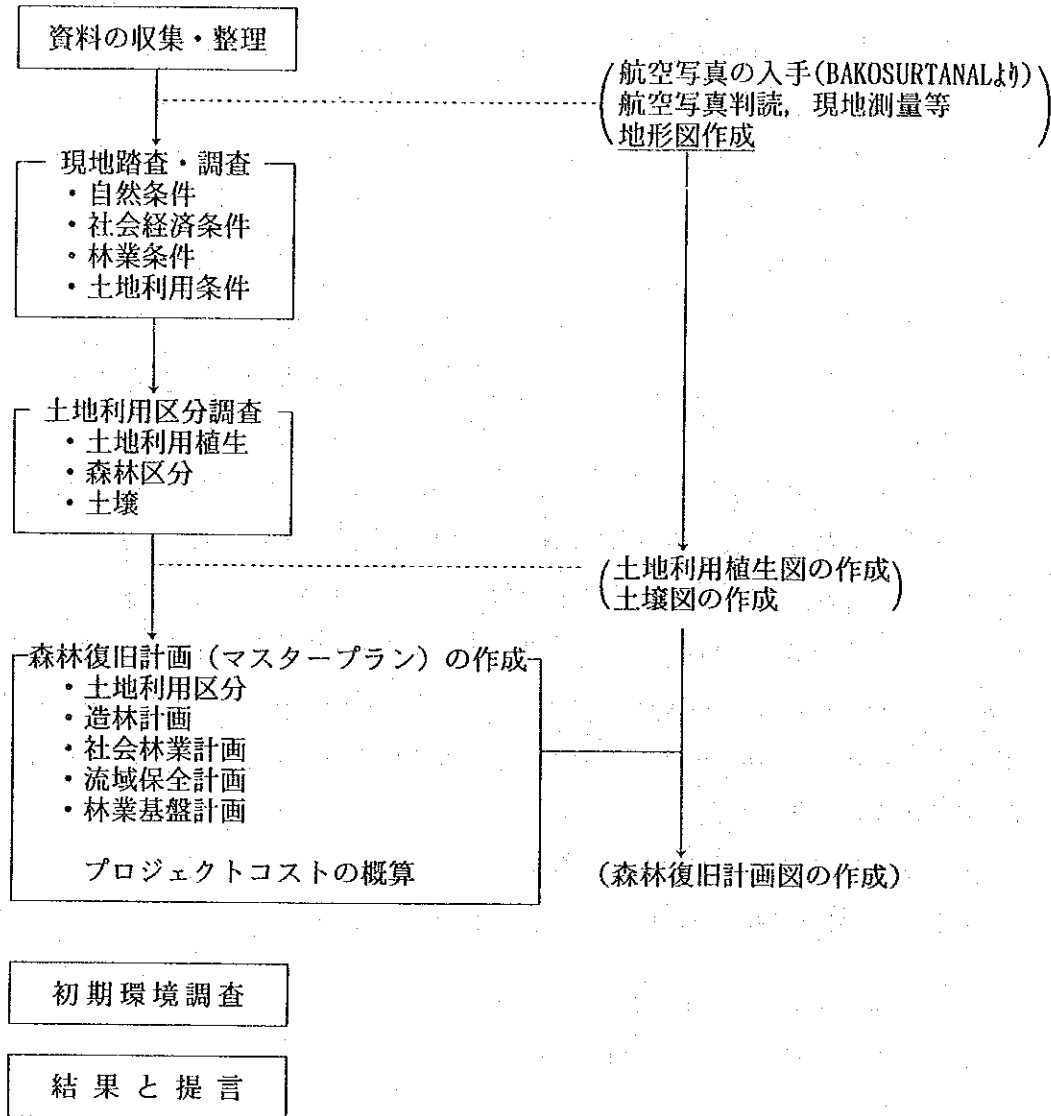 資料の収集・整理
航空写真の入手(BAKOSURTANALより)
航空写真判読，現地測量等
地形図作成
現地踏査・調査
・自然条件
・社会経済条件
・林業条件
・土地利用条件
土地利用区分調査
・土地利用植生
・森林区分
・土壌
土地利用植生図の作成
土壌図の作成
森林復旧計画（マスタープラン）の作成
・土地利用区分
・造林計画
・社会林業計画
・流域保全計画
・林業基盤計画
プロジェクトコストの概算
（森林復旧計画図の作成）
初期環境調査
結果と提言